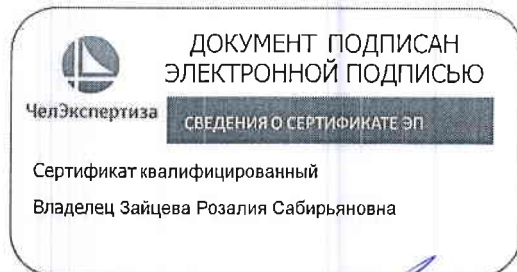 ДОКУМЕНТ ПОДПИСАН
ЭЛЕКТРОННОЙ ПОДПИСЬЮ
ЧелЭкспертиза
СВЕДЕНИЯ О СЕРТИФИКАТЕ ЭП
Сертификат квалифицированный
Владелец Зайцева Розалия Сабирьяновна